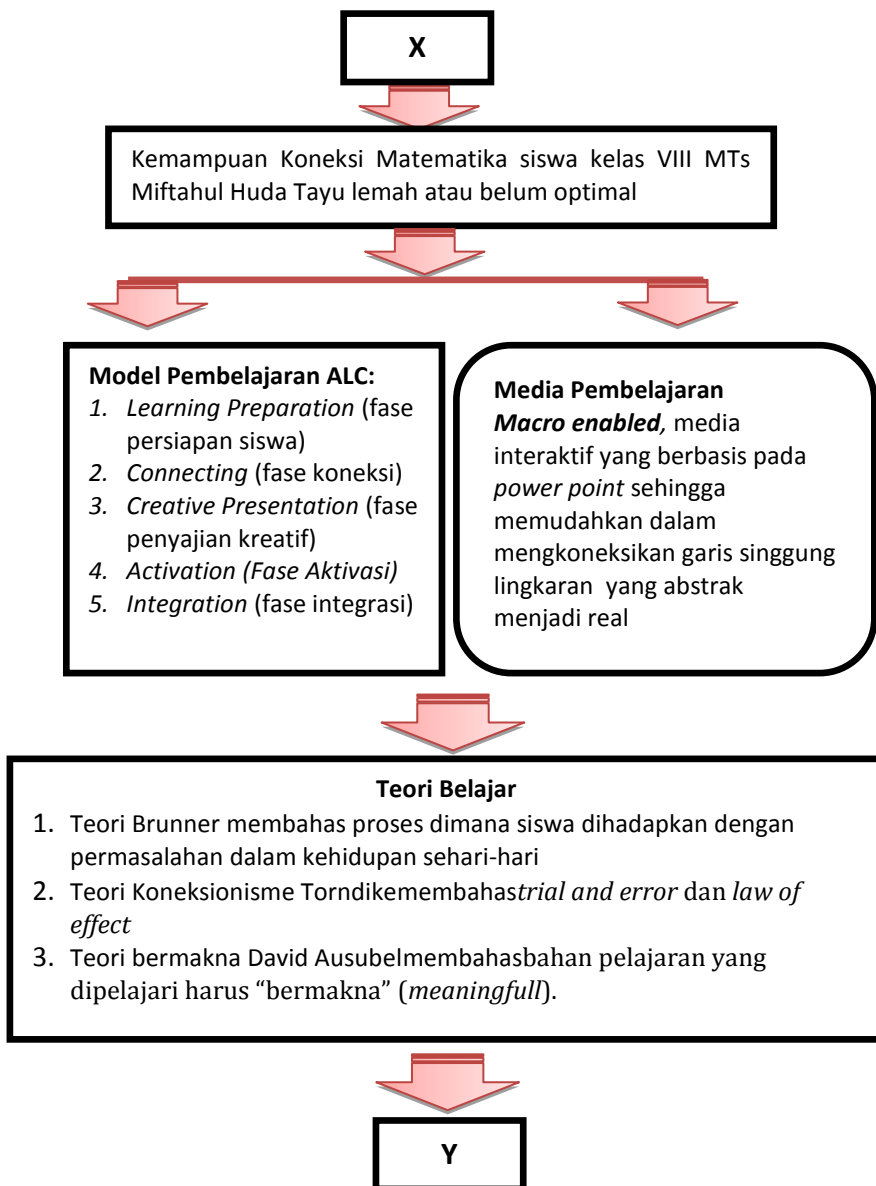 X
Kemampuan Koneksi Matematika siswa kelas VIII MTs
Miftahul Huda Tayu lemah atau belum optimal
Model Pembelajaran ALC:
1. Learning Preparation (fase
persiapan siswa)
2. Connecting (fase koneksi)
3. Creative Presentation (fase
penyajian kreatif)
4. Activation (Fase Aktivasi)
5. Integration (fase integrasi)
Media Pembelajaran
Macro enabled, media
interaktif yang berbasis pada
power point sehingga
memudahkan dalam
mengkoneksikan garis singgung
lingkaran yang abstrak
menjadi real
Teori Belajar
1. Teori Brunner membahas proses dimana siswa dihadapkan dengan
permasalahan dalam kehidupan sehari-hari
2. Teori Koneksionisme Torndikemembahastrial and error dan law of
effect
3. Teori bermakna David Ausubelmembahasbahan pelajaran yang
dipelajari harus “bermakna” (meaningfull).
Y